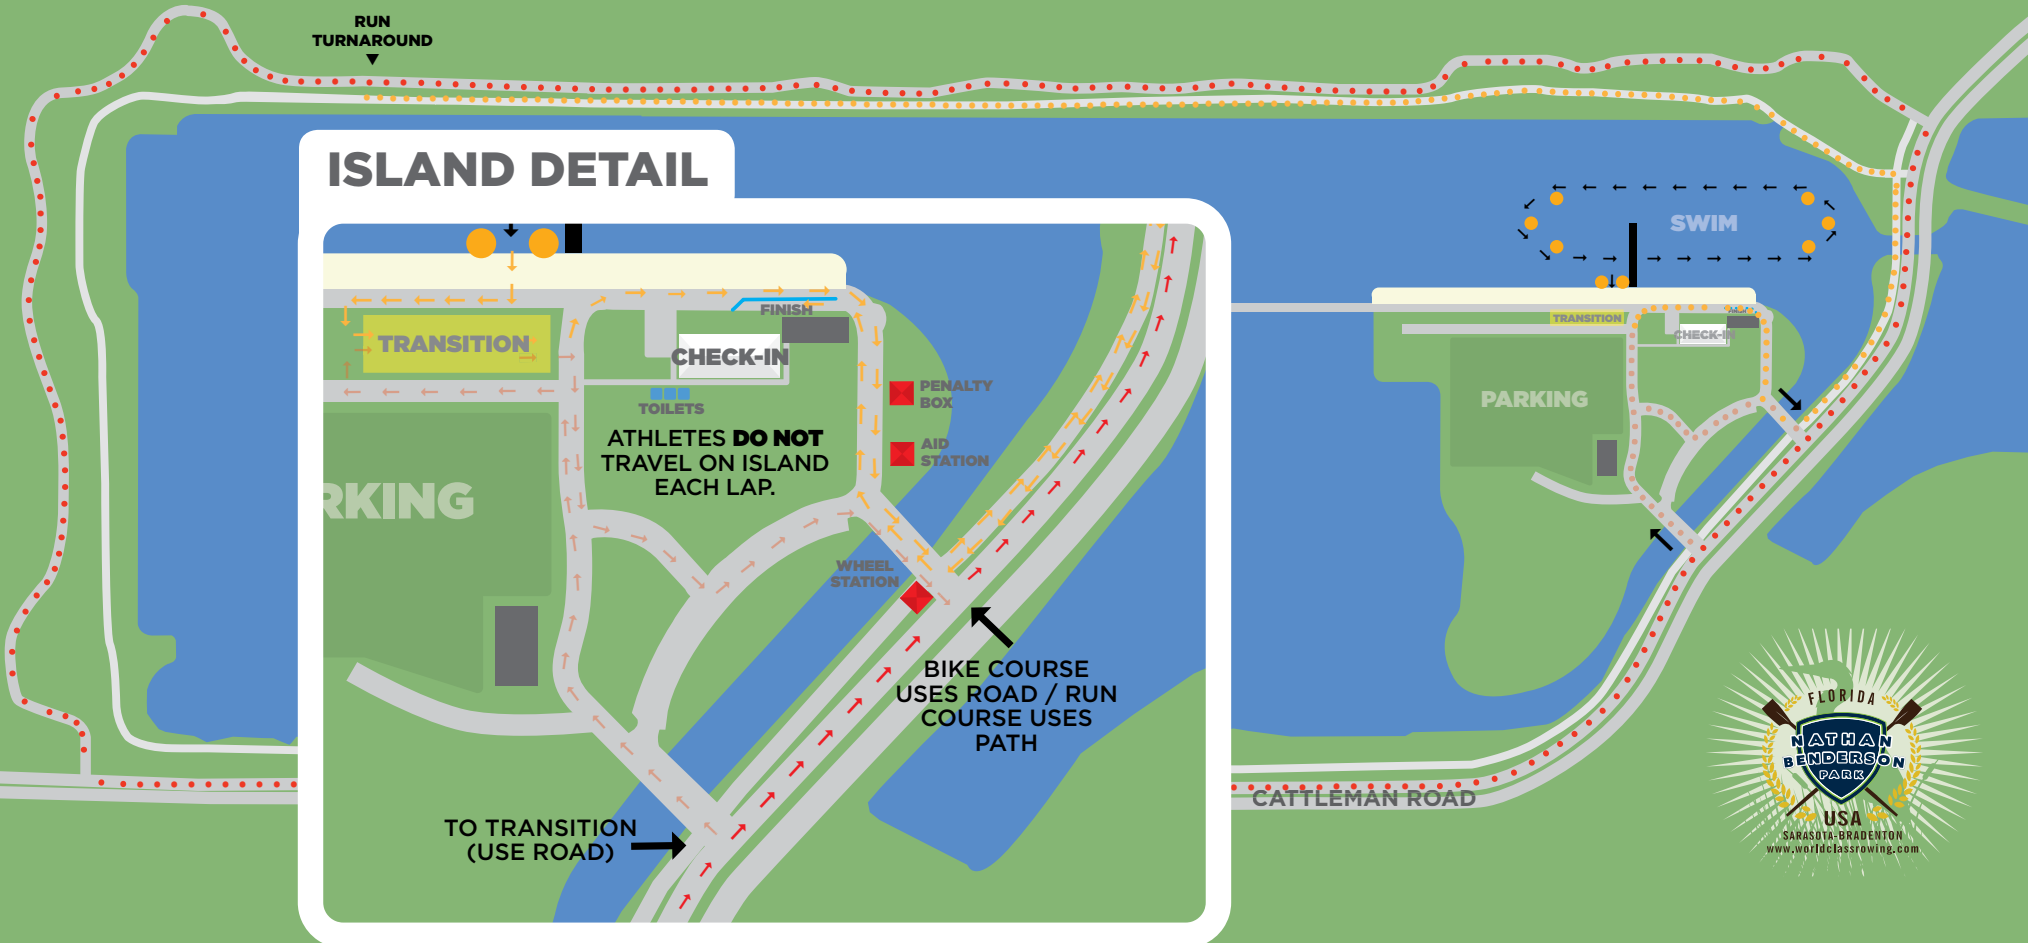 RUN
TURNAROUND
ISLAND DETAIL
SWIM
FINISH
TRANSITION
CHECK-IN
TOILETS
PENALTY
BOX
AID
STATION
ATHLETES DO NOT
TRAVEL ON ISLAND
EACH LAP.
RKING
WHEEL
STATION
BIKE COURSE
USES ROAD / RUN
COURSE USES
PATH
TO TRANSITION
(USE ROAD)
TRANSITION
FINISH
CHECK-IN
PARKING
CATTLEMAN ROAD
FLORIDA
NATHAN
BENDERSON
PARK
USA
SARASOTA-BRADENTON
www.worldclassrowing.com